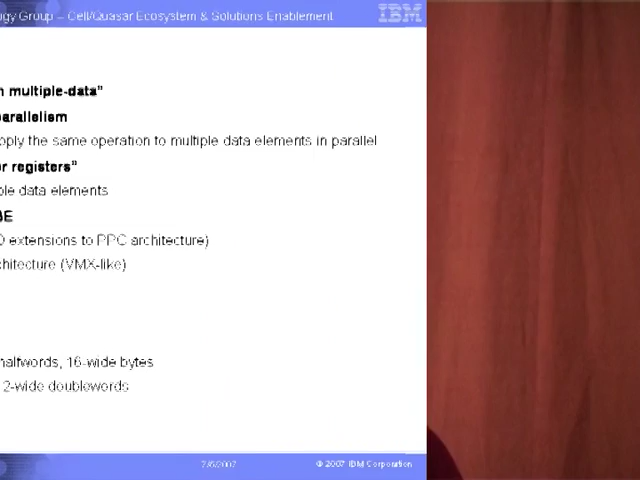 gy Group – Cell/Quasar Ecosystem & Solutions Enablement IBM
n multiple-data"
parallelism
pply the same operation to multiple data elements in parallel
or registers"
ple data elements
BE
D extensions to PPC architecture)
chitecture (VMX-like)
halfwords, 16-wide bytes
2-wide doublewords
2/6/2007 © 2007 IBM Corporation